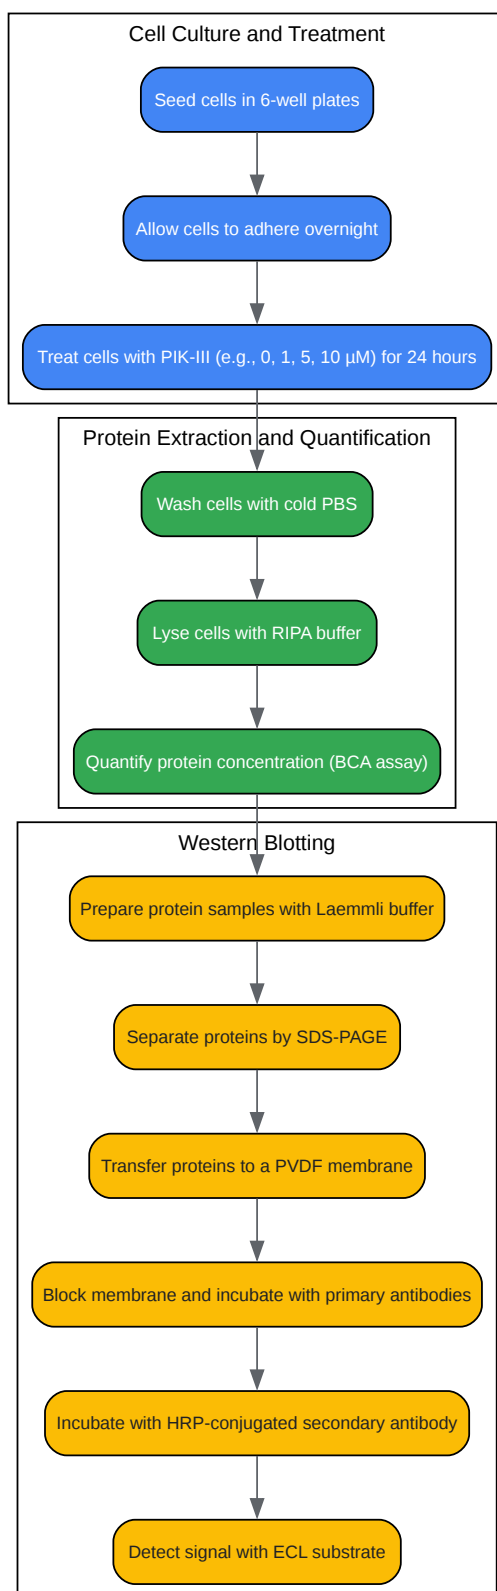 Cell Culture and Treatment
Seed cells in 6-well plates
Allow cells to adhere overnight
Treat cells with PIK-III (e.g., 0, 1, 5, 10 µM) for 24 hours
Protein Extraction and Quantification
Wash cells with cold PBS
Lyse cells with RIPA buffer
Quantify protein concentration (BCA assay)
Western Blotting
Prepare protein samples with Laemmli buffer
Separate proteins by SDS-PAGE
Transfer proteins to a PVDF membrane
Block membrane and incubate with primary antibodies
Incubate with HRP-conjugated secondary antibody
Detect signal with ECL substrate